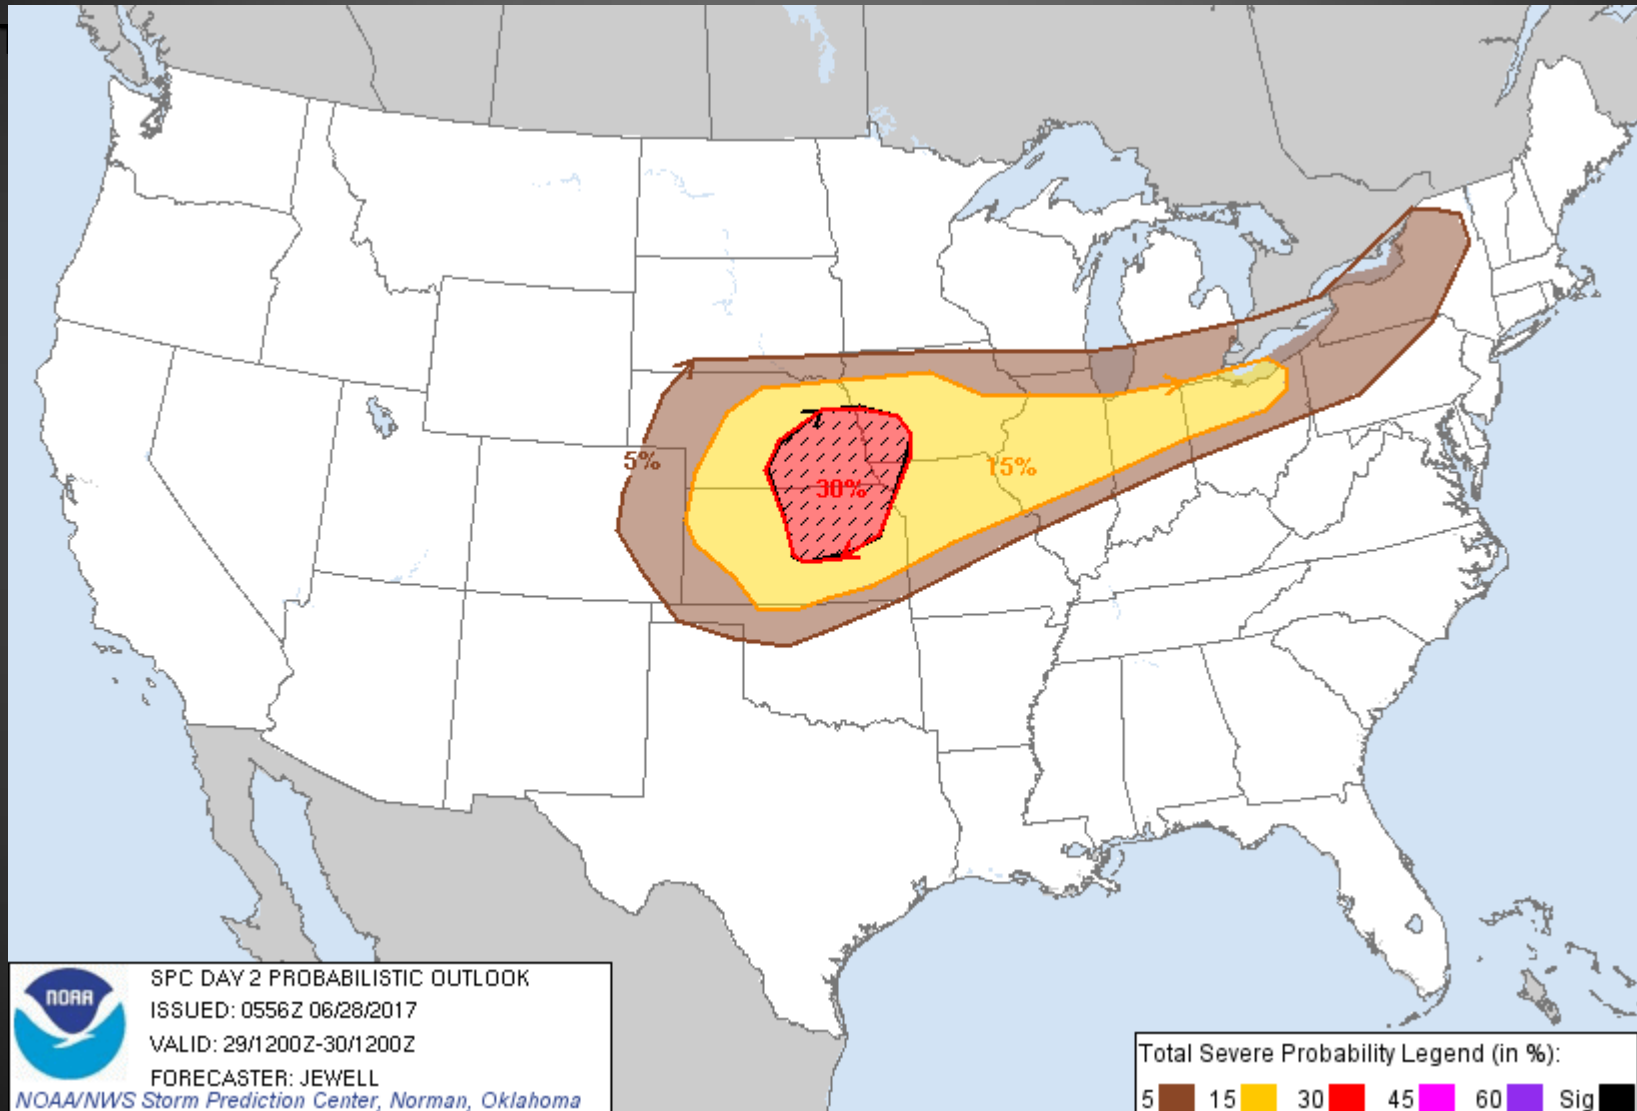 5%
15%
30%
NOAA
SPC DAY 2 PROBABILISTIC OUTLOOK
ISSUED: 0556Z 06/28/2017
VALID: 29/1200Z-30/1200Z
FORECASTER: JEWELL
NOAA/NWS Storm Prediction Center, Norman, Oklahoma
Total Severe Probability Legend (in %):
5 15 30 45 60 Sig